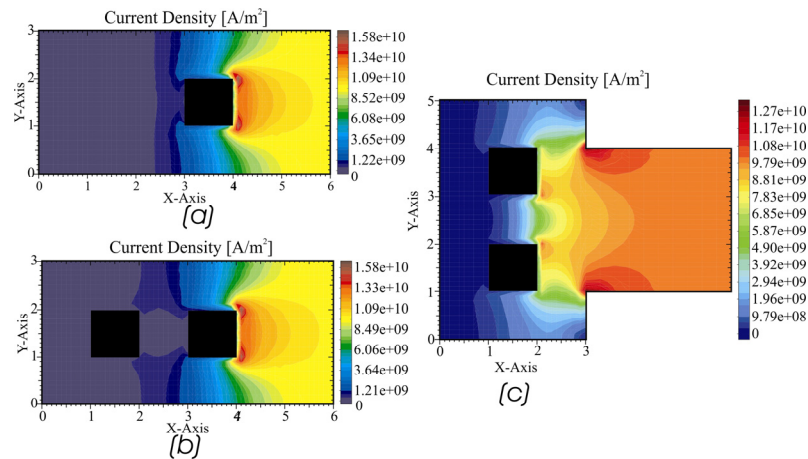 Current Density [A/m²]
3
2
1
0
Y-Axis
0 1 2 3 4 5 6
X-Axis
1.58e+10
1.34e+10
1.09e+10
8.52e+09
6.08e+09
3.65e+09
1.22e+09
0
(a)
Current Density [A/m²]
3
2
1
0
Y-Axis
0 1 2 3 4 5 6
X-Axis
1.58e+10
1.33e+10
1.09e+10
8.49e+09
6.06e+09
3.64e+09
1.21e+09
0
(b)
Current Density [A/m²]
5
4
3
2
1
0
Y-Axis
0 1 2 3
X-Axis
1.27e+10
1.17e+10
1.08e+10
9.79e+09
8.81e+09
7.83e+09
6.85e+09
5.87e+09
4.90e+09
3.92e+09
2.94e+09
1.96e+09
9.79e+08
0
(c)